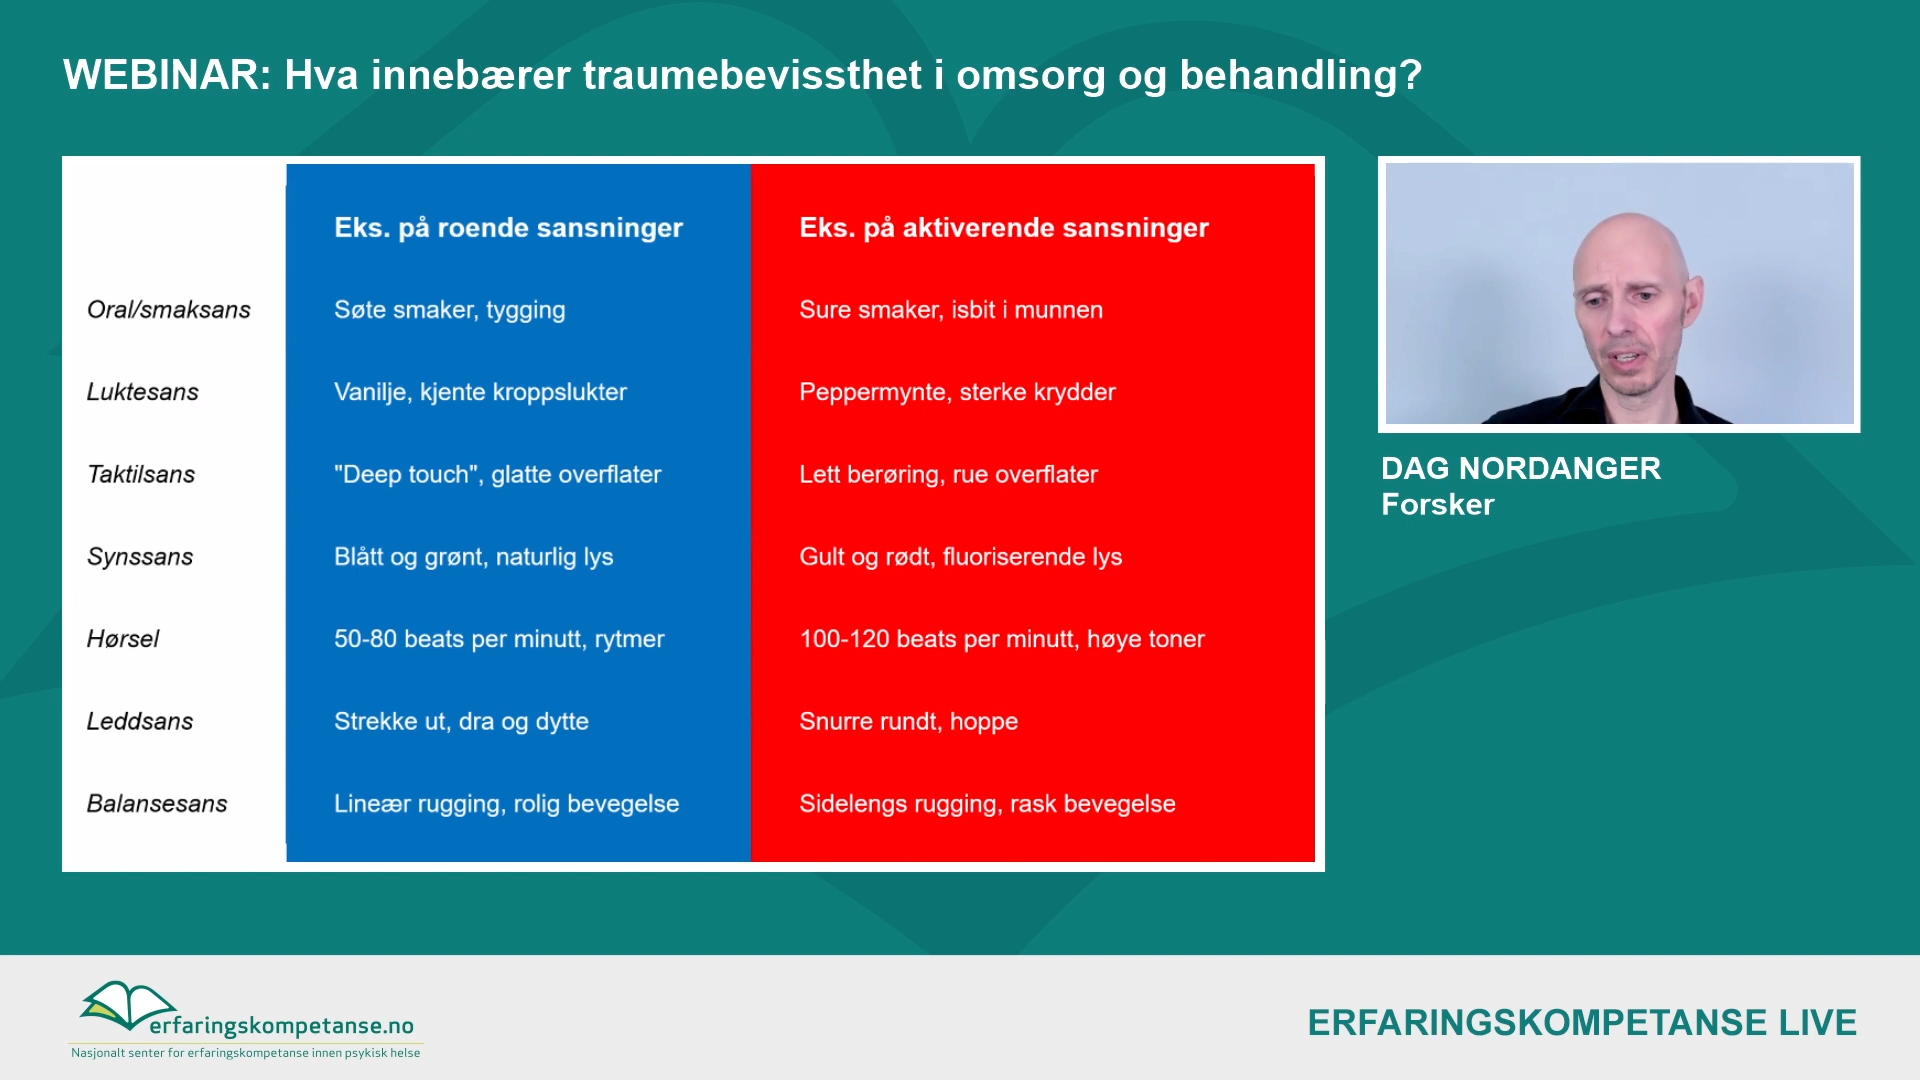 WEBINAR: Hva innebærer traumebevissthet i omsorg og behandling?
Eks. på roende sansninger
Eks. på aktiverende sansninger
Oral/smaksans
Søte smaker, tygging
Sure smaker, isbit i munnen
Luktesans
Vanilje, kjente kroppslukter
Peppermynte, sterke krydder
Taktilsans
"Deep touch", glatte overflater
Lett berøring, rue overflater
Synssans
Blått og grønt, naturlig lys
Gult og rødt, fluoriserende lys
Hørsel
50-80 beats per minutt, rytmer
100-120 beats per minutt, høye toner
Leddsans
Strekke ut, dra og dytte
Snurre rundt, hoppe
Balansesans
Lineær rugging, rolig bevegelse
Sidelengs rugging, rask bevegelse
DAG NORDANGER
Forsker
erfaringskompetanse.no
Nasjonalt senter for erfaringskompetanse innen psykisk helse
ERFARINGSKOMPETANSE LIVE